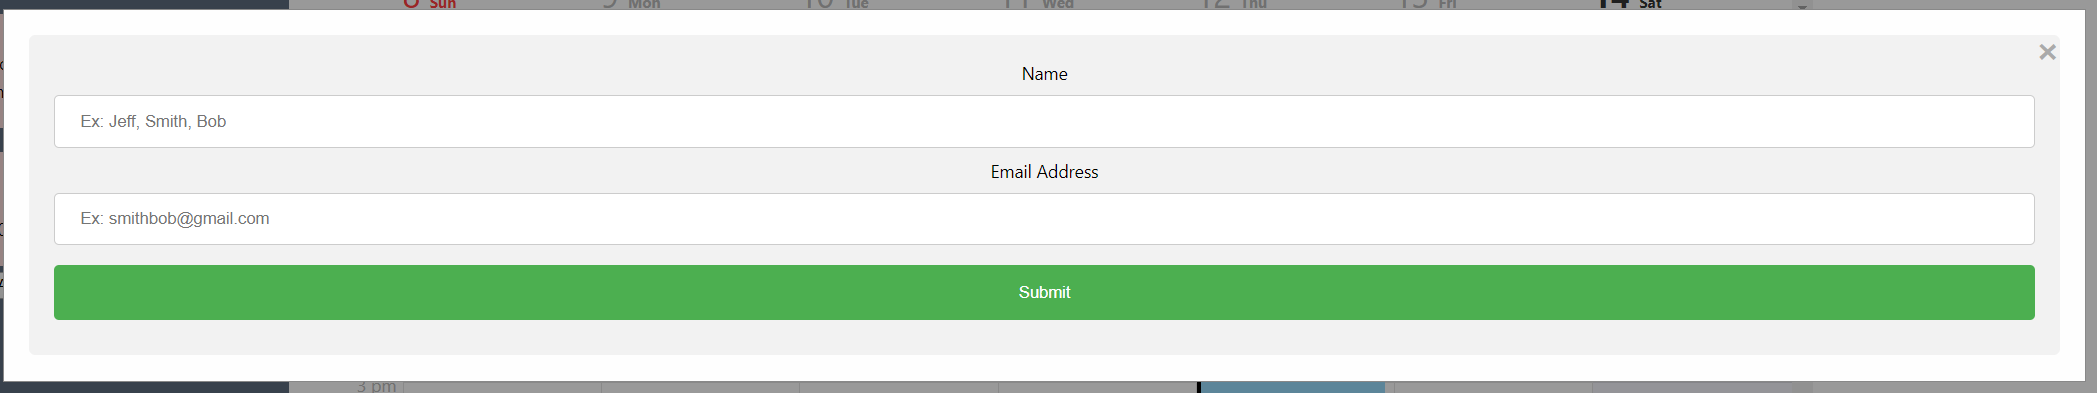 8 Sun 9 Mon 10 Tue 11 Wed 12 Thu 13 Fri 14 Sat
Name
Ex: Jeff, Smith, Bob
Email Address
Ex: smithbob@gmail.com
Submit
3 pm